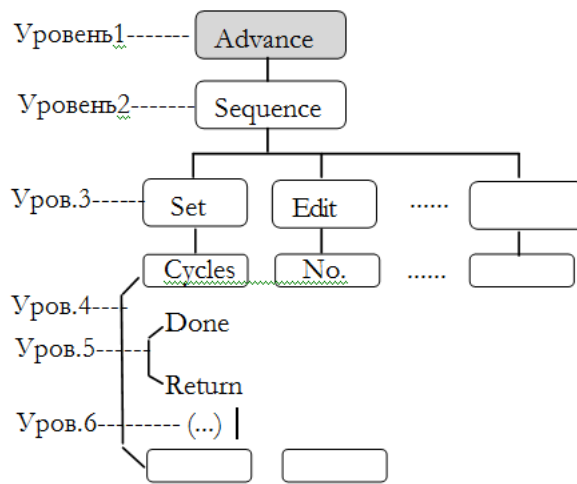 Уровень1------- Advance
Уровень2------- Sequence
Уров.3------ Set Edit ......
Cycles No. ......
Уров.4------
Done
Уров.5------
Return
Уров.6------ (...)